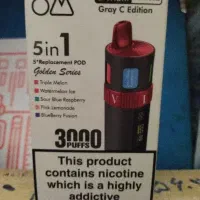 Gray C Edition
5in1
5*Replacement POD
Golden Series
Triple Melon
Watermelon Ice
Sour Blue Raspberry
Pink Lemonade
BlueBerry Fusion
3000
PUFFS
This product
contains nicotine
which is a highly
addictive